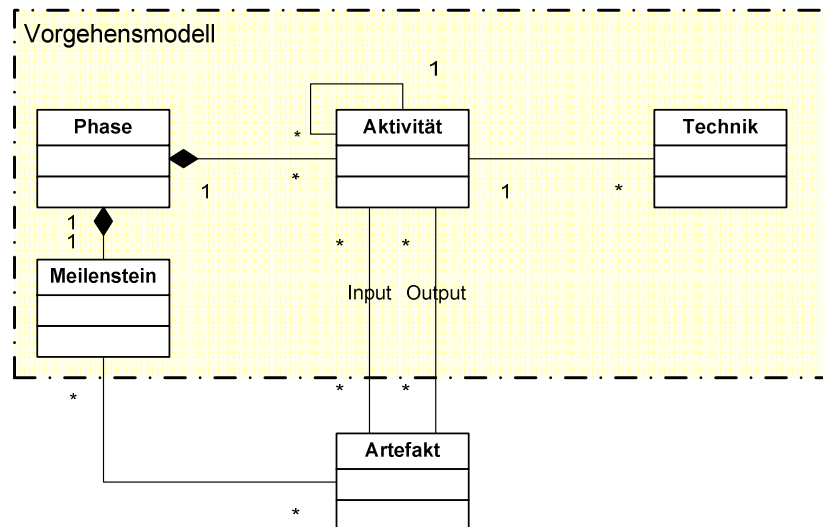 Vorgehensmodell
1
Phase
Aktivität
Technik
*
*
1
1
*
1
1
*
*
Meilenstein
Input
Output
*
*
*
Artefakt
*